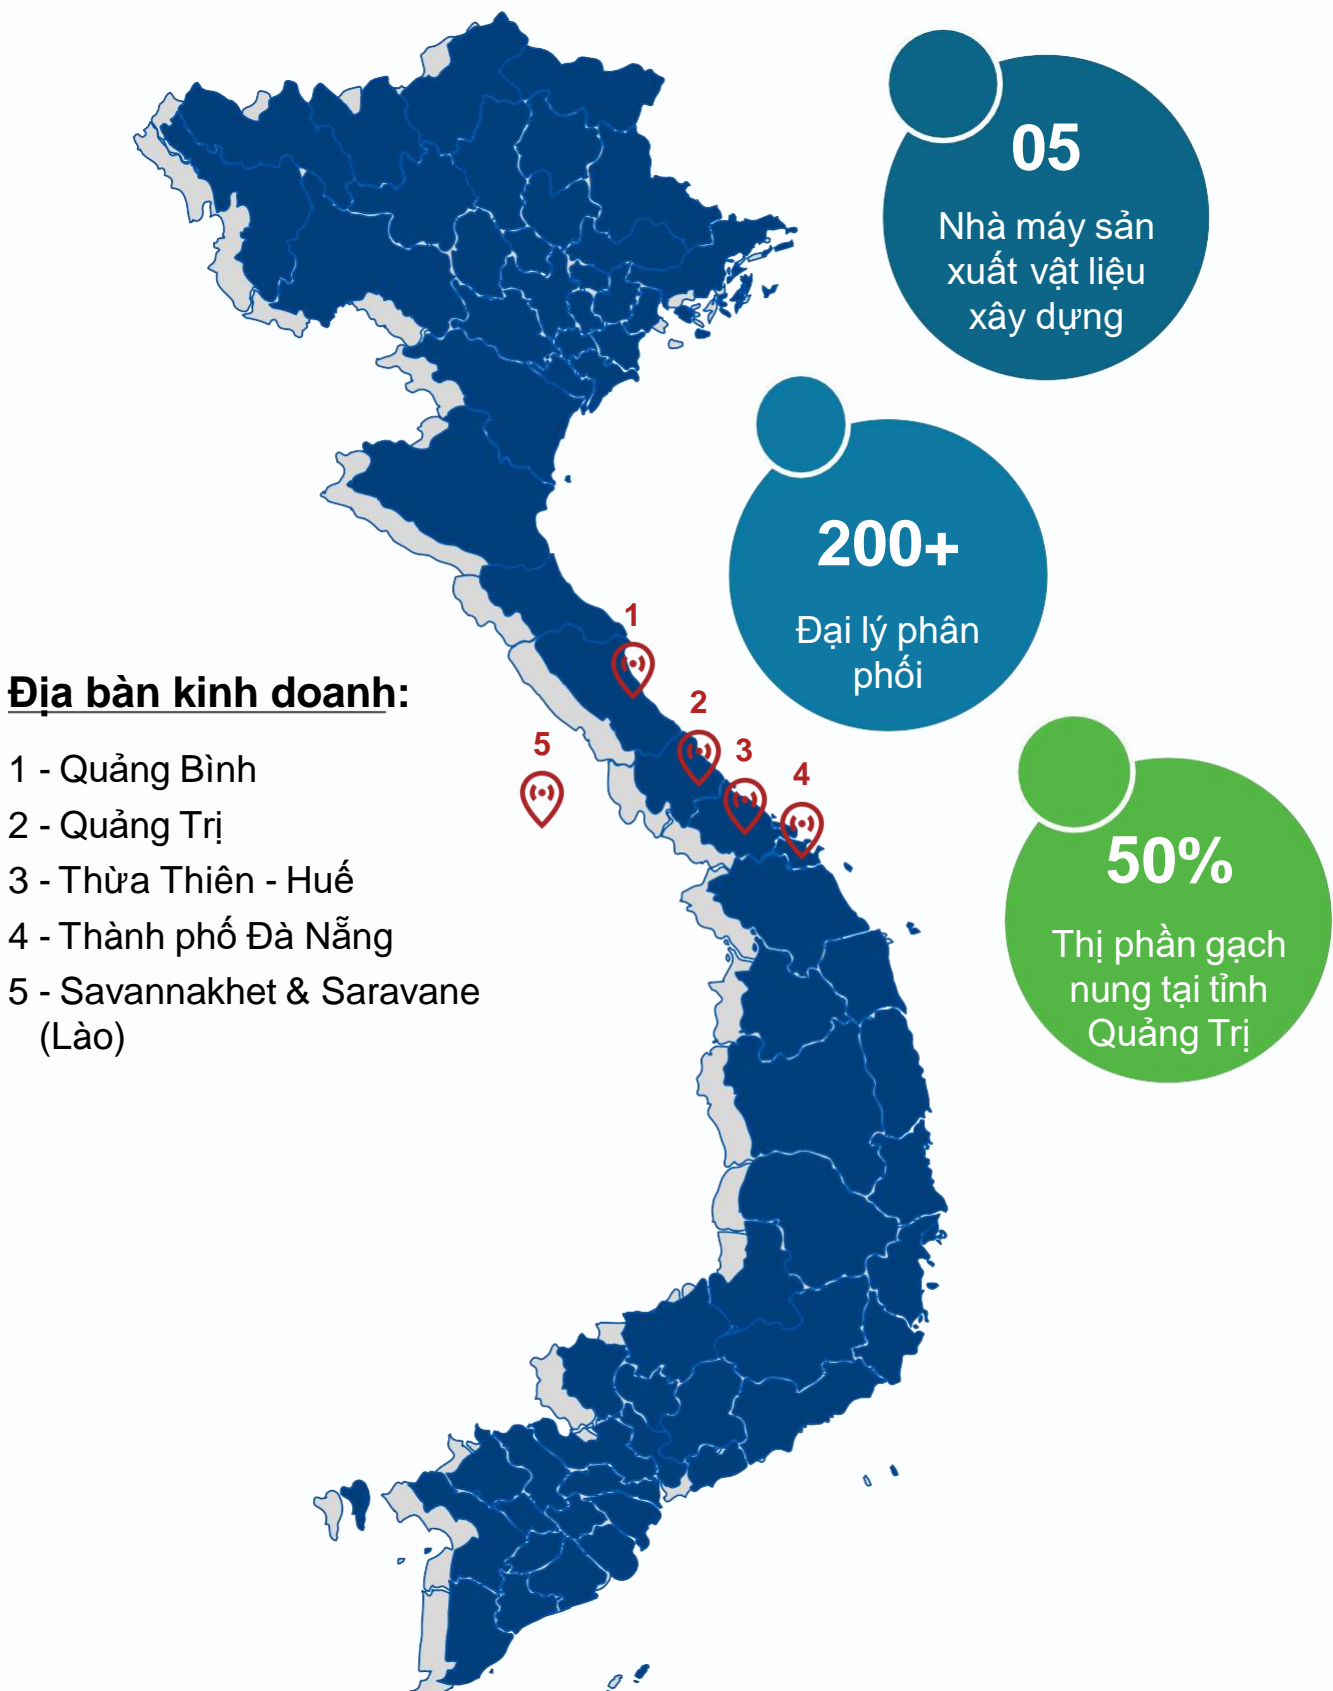 05
Nhà máy sản
xuất vật liệu
xây dựng
200+
Đại lý phân
phối
50%
Thị phần gạch
nung tại tỉnh
Quảng Trị
1
2
3
4
5
Địa bàn kinh doanh:
1 - Quảng Bình
2 - Quảng Trị
3 - Thừa Thiên - Huế
4 - Thành phố Đà Nẵng
5 - Savannakhet & Saravane
(Lào)